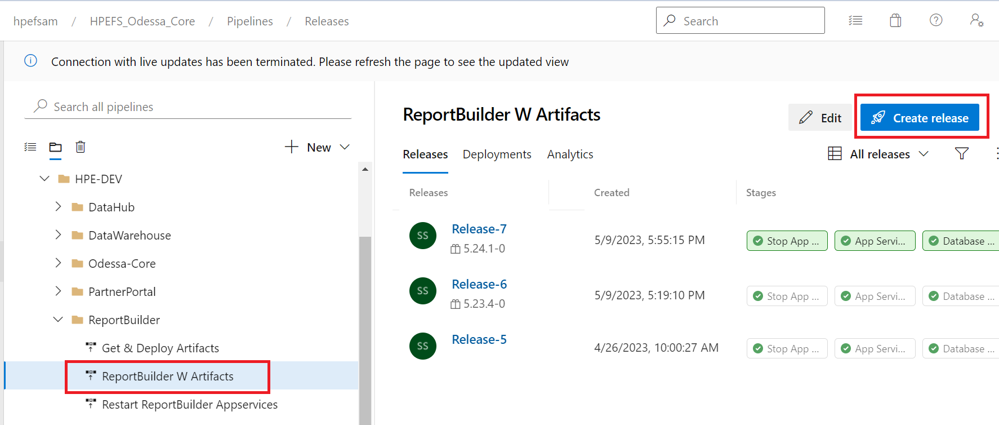 hpefsam / HPEFS_Odessa_Core / Pipelines / Releases
Search
Connection with live updates has been terminated. Please refresh the page to see the updated view
Search all pipelines
New
HPE-DEV
DataHub
DataWarehouse
Odessa-Core
PartnerPortal
ReportBuilder
Get & Deploy Artifacts
ReportBuilder W Artifacts
Restart ReportBuilder Appservices
ReportBuilder W Artifacts
Edit
Create release
Releases Deployments Analytics
All releases
Releases Created Stages
SS Release-7 5/9/2023, 5:55:15 PM Stop App ... App Servi... Database ...
5.24.1-0
SS Release-6 5/9/2023, 5:19:10 PM Stop App ... App Servi... Database ...
5.23.4-0
SS Release-5 4/26/2023, 10:00:27 AM Stop App ... App Servi... Database ...